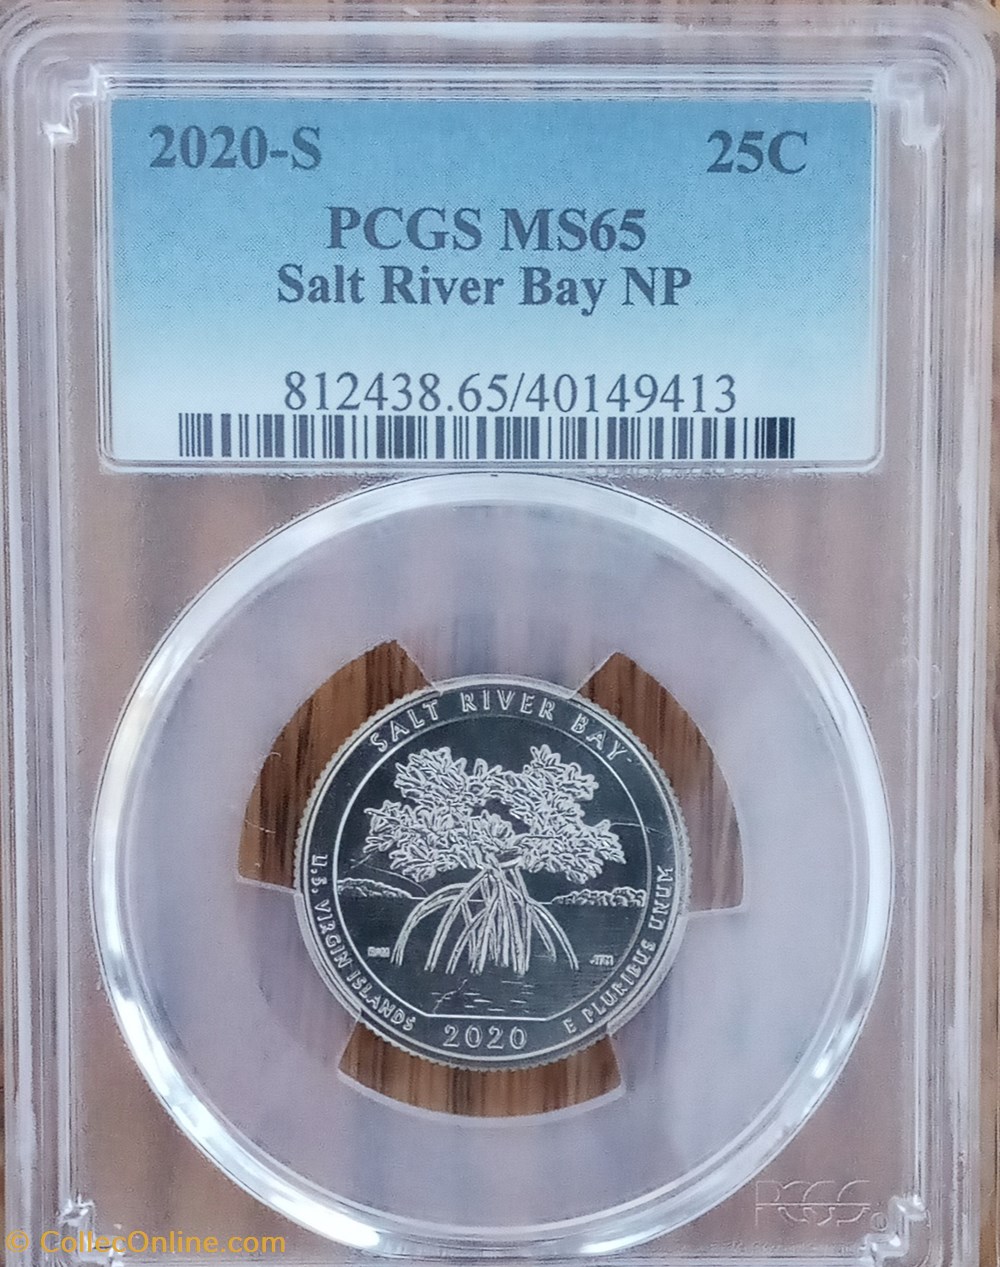 2020-S 25C
PCGS MS65
Salt River Bay NP
812438.65/40149413
SALT RIVER BAY
U.S. VIRGIN ISLANDS
E PLURIBUS UNUM
2020
PCGS
© CollecOnline.com